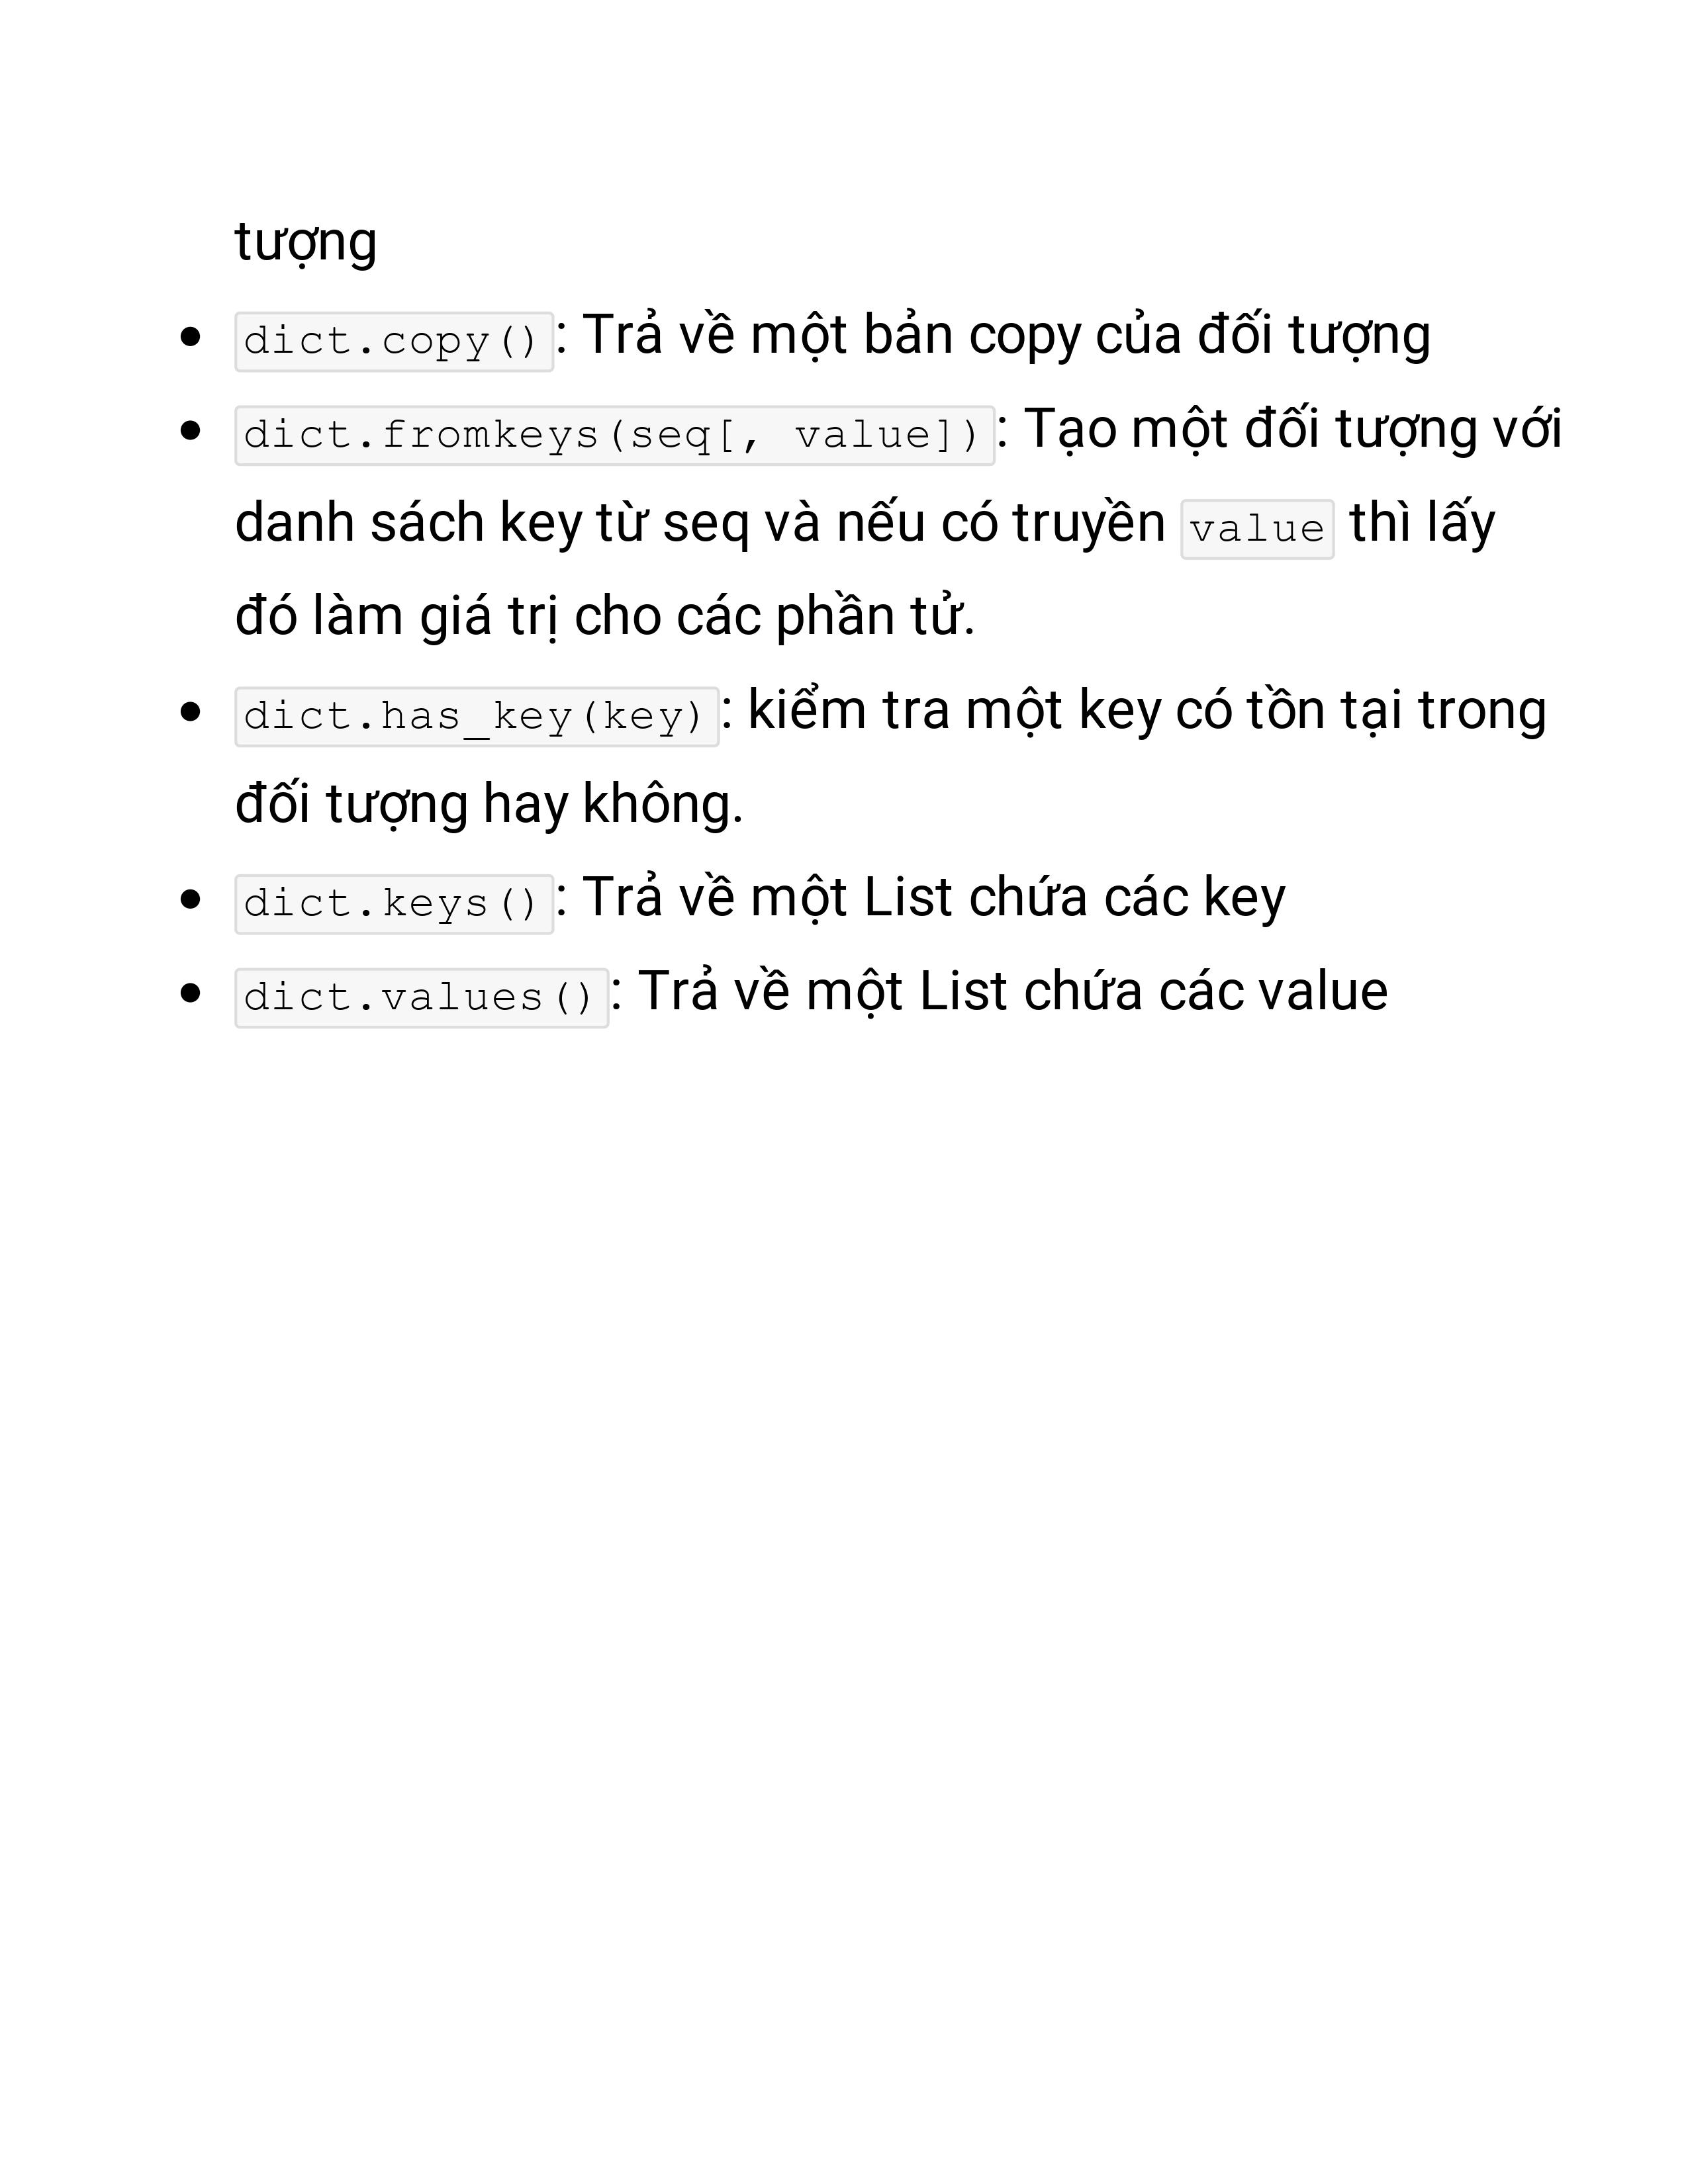 tượng
• dict.copy(): Trả về một bản copy của đối tượng
• dict.fromkeys(seq[, value]): Tạo một đối tượng với
danh sách key từ seq và nếu có truyền value thì lấy
đó làm giá trị cho các phần tử.
• dict.has_key(key): kiểm tra một key có tồn tại trong
đối tượng hay không.
• dict.keys(): Trả về một List chứa các key
• dict.values(): Trả về một List chứa các value